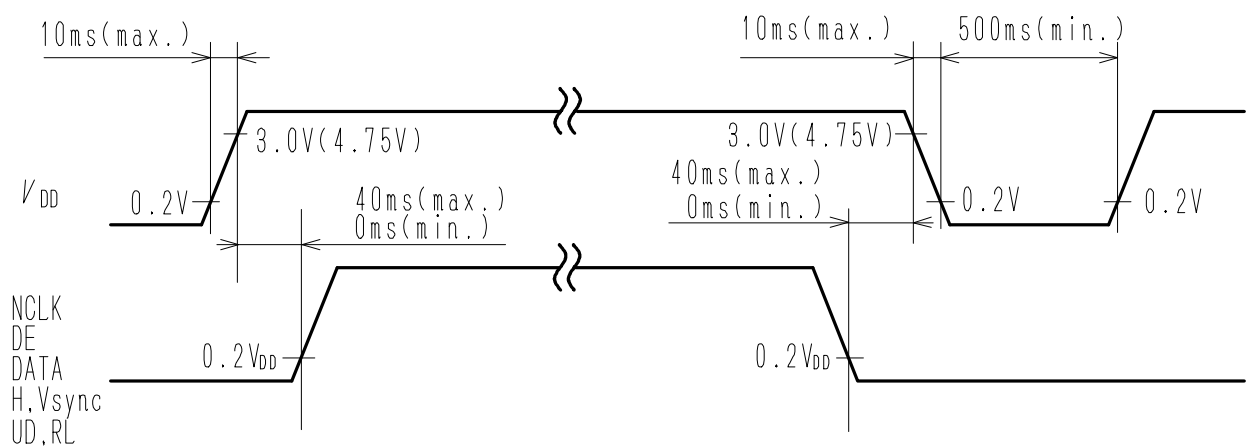 10ms(max.)
10ms(max.)
500ms(min.)
3.0V(4.75V)
3.0V(4.75V)
VDD
0.2V
40ms(max.)
0ms(min.)
40ms(max.)
0ms(min.)
0.2V
0.2V
NCLK
DE
DATA
H,Vsync
UD,RL
0.2VDD
0.2VDD